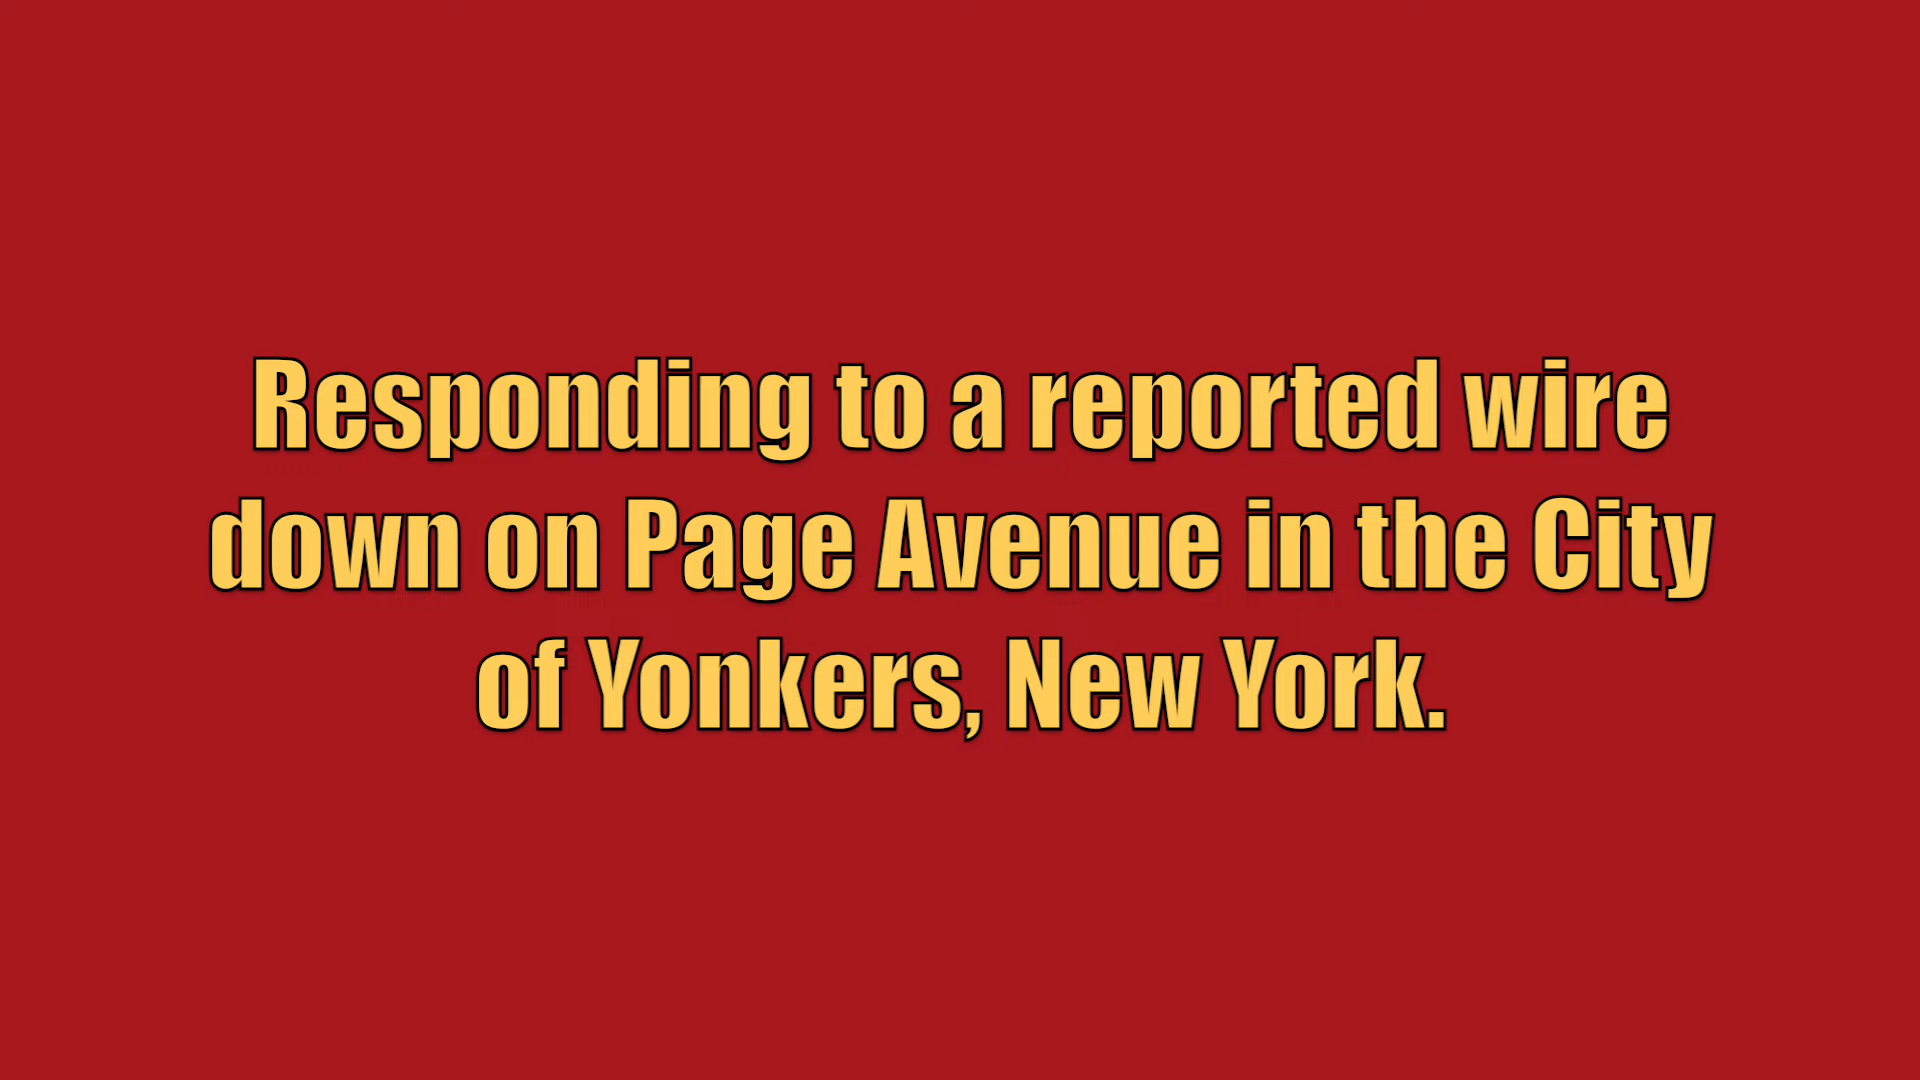 Responding to a reported wire
down on Page Avenue in the City
of Yonkers, New York.